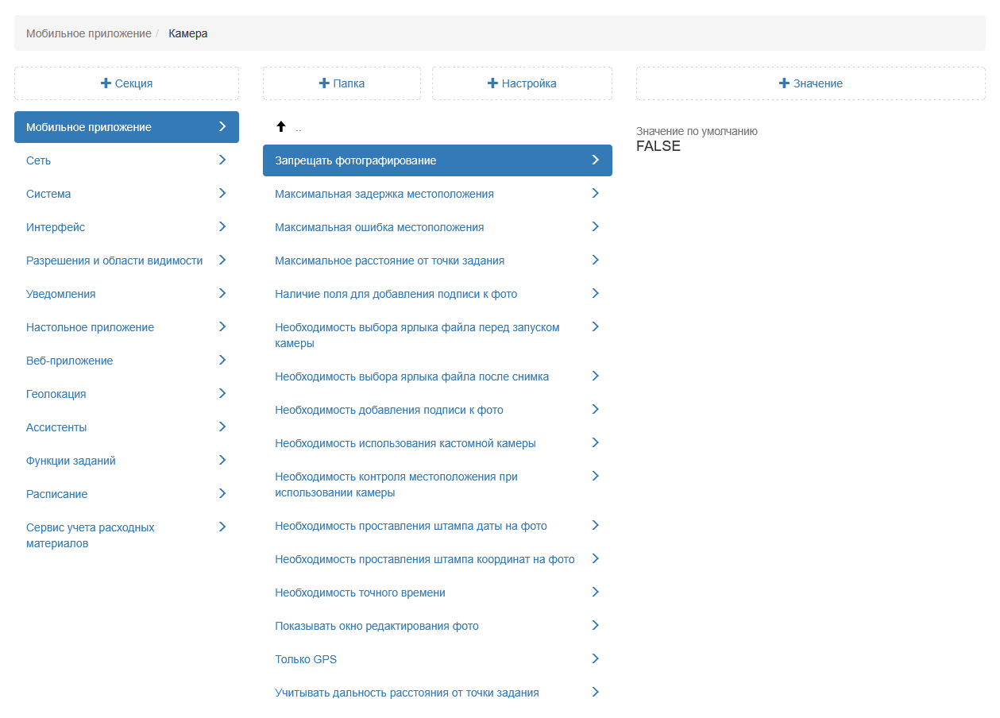 Мобильное приложение / Камера
Секция
Папка
Настройка
Значение
Мобильное приложение
Сеть
Система
Интерфейс
Разрешения и области видимости
Уведомления
Настольное приложение
Веб-приложение
Геолокация
Ассистенты
Функции заданий
Расписание
Сервис учета расходных
материалов
..
Запрещать фотографирование
Максимальная задержка местоположения
Максимальная ошибка местоположения
Максимальное расстояние от точки задания
Наличие поля для добавления подписи к фото
Необходимость выбора ярлыка файла перед запуском
камеры
Необходимость выбора ярлыка файла после снимка
Необходимость добавления подписи к фото
Необходимость использования кастомной камеры
Необходимость контроля местоположения при
использовании камеры
Необходимость проставления штампа даты на фото
Необходимость проставления штампа координат на фото
Необходимость точного времени
Показывать окно редактирования фото
Только GPS
Учитывать дальность расстояния от точки задания
Значение по умолчанию
FALSE